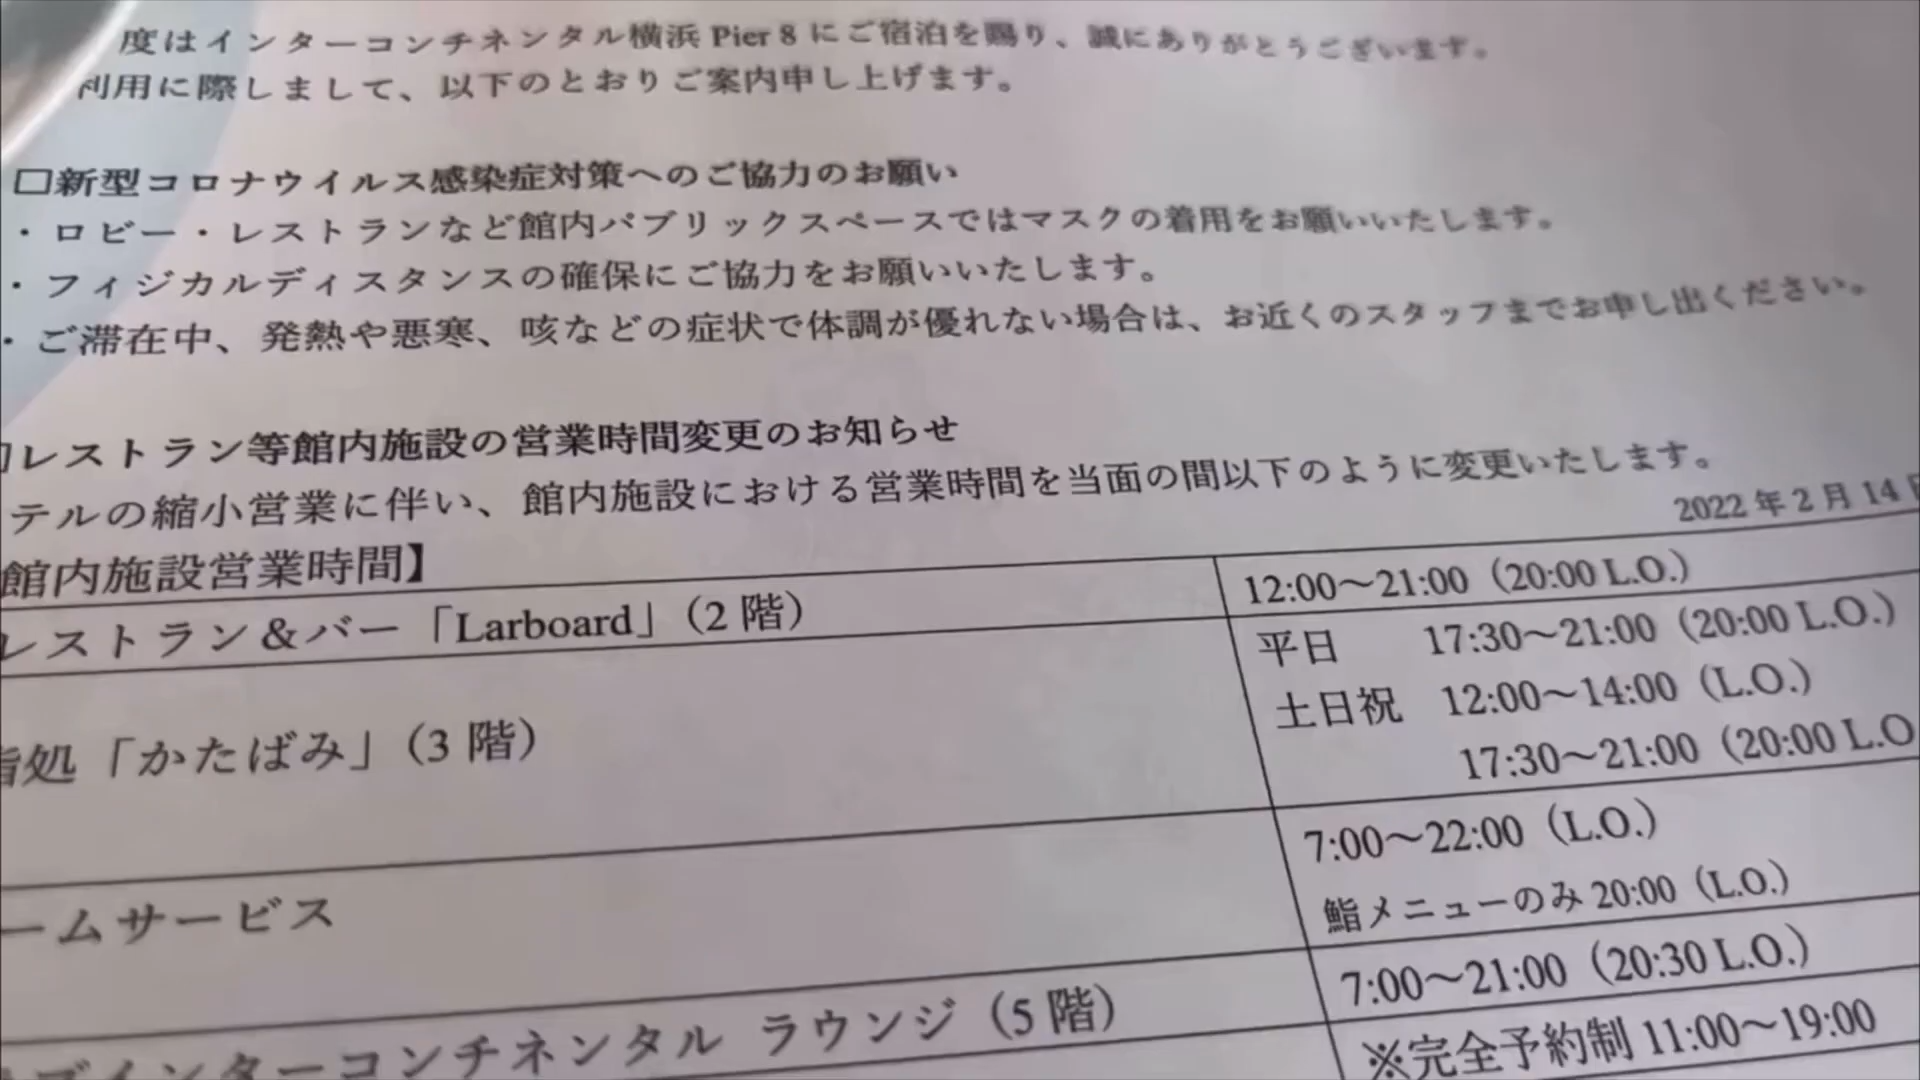 度はインターコンチネンタル横浜 Pier 8 にご宿泊を賜り、誠にありがとうございます。
利用に際しまして、以下のとおりご案内申し上げます。
□新型コロナウイルス感染症対策へのご協力のお願い
・ロビー・レストランなど館内パブリックスペースではマスクの着用をお願いいたします。
・フィジカルディスタンスの確保にご協力をお願いいたします。
・ご滞在中、発熱や悪寒、咳などの症状で体調が優れない場合は、お近くのスタッフまでお申し出ください。
□レストラン等館内施設の営業時間変更のお知らせ
テルの縮小営業に伴い、館内施設における営業時間を当面の間以下のように変更いたします。
2022 年 2 月 14 日
館内施設営業時間】
レストラン＆バー「Larboard」（2 階） 12:00～21:00（20:00 L.O.）
処「かたばみ」（3 階） 平日 17:30～21:00（20:00 L.O.）
土日祝 12:00～14:00（L.O.）
17:30～21:00（20:00 L.O
ームサービス 7:00～22:00（L.O.）
鮨メニューのみ 20:00（L.O.）
ブインターコンチネンタル ラウンジ（5 階） 7:00～21:00（20:30 L.O.）
※完全予約制 11:00～19:00